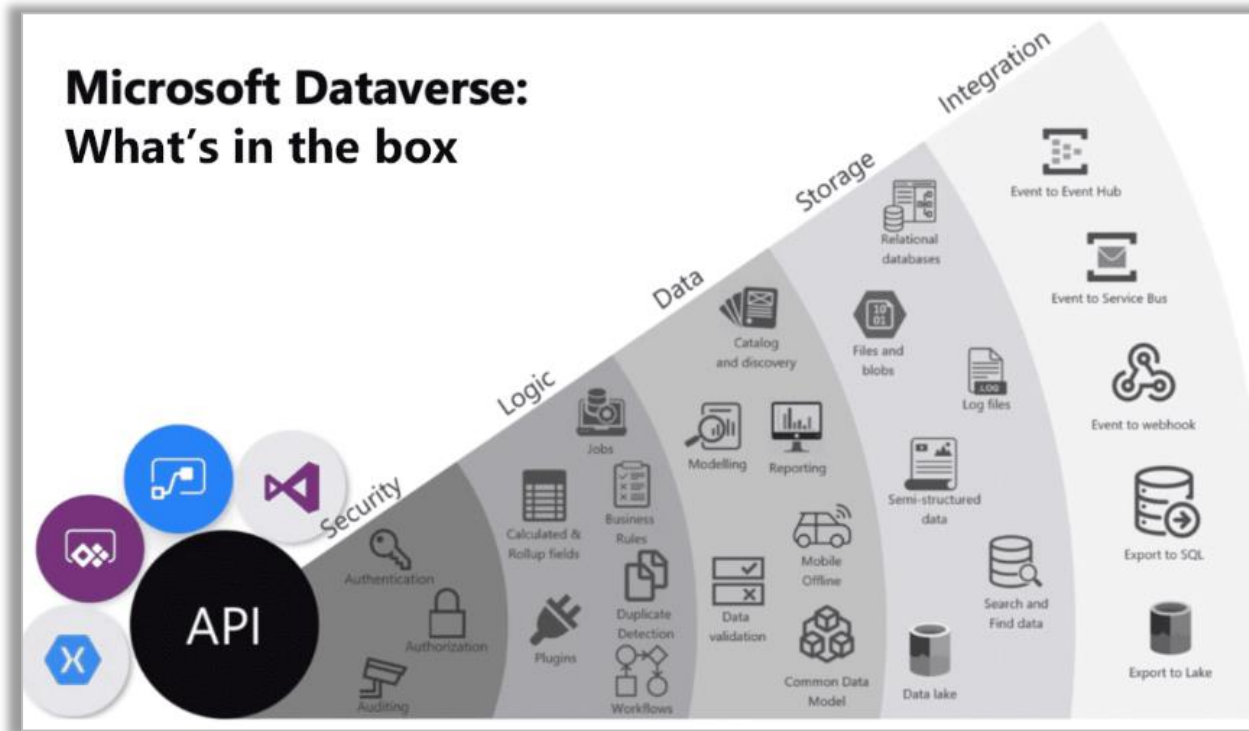 Microsoft Dataverse:
What's in the box
API
Security
Authentication
Authorization
Auditing
Logic
Jobs
Calculated &
Rollup fields
Business
Rules
Duplicate
Detection
Plugins
Workflows
Data
Catalog
and discovery
Modelling
Reporting
Mobile
Offline
Data
validation
Common Data
Model
Storage
Relational
databases
10
01
Files and
blobs
LOG
Log files
Semi-structured
data
Search and
Find data
Data lake
Integration
Event to Event Hub
Event to Service Bus
Event to webhook
Export to SQL
Export to Lake